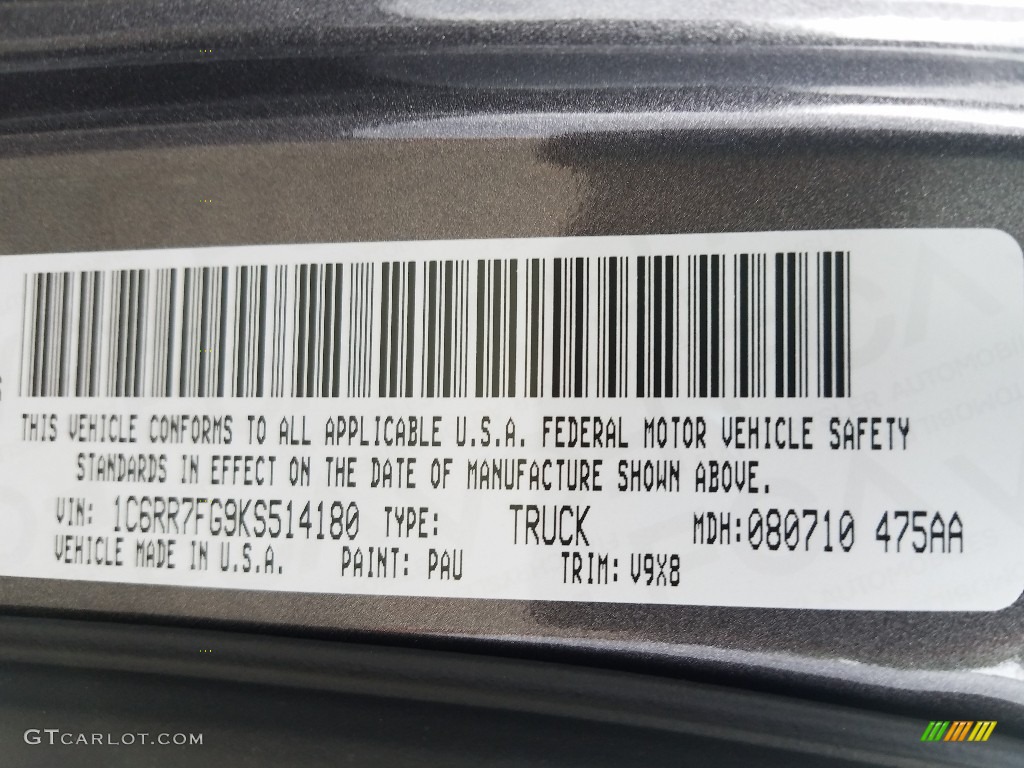 THIS VEHICLE CONFORMS TO ALL APPLICABLE U.S.A. FEDERAL MOTOR VEHICLE SAFETY
STANDARDS IN EFFECT ON THE DATE OF MANUFACTURE SHOWN ABOVE.
VIN: 1C6RR7FG9KS514180 TYPE: TRUCK MDH:080710 475AA
VEHICLE MADE IN U.S.A. PAINT: PAU TRIM: V9X8
GTCARLOT.COM